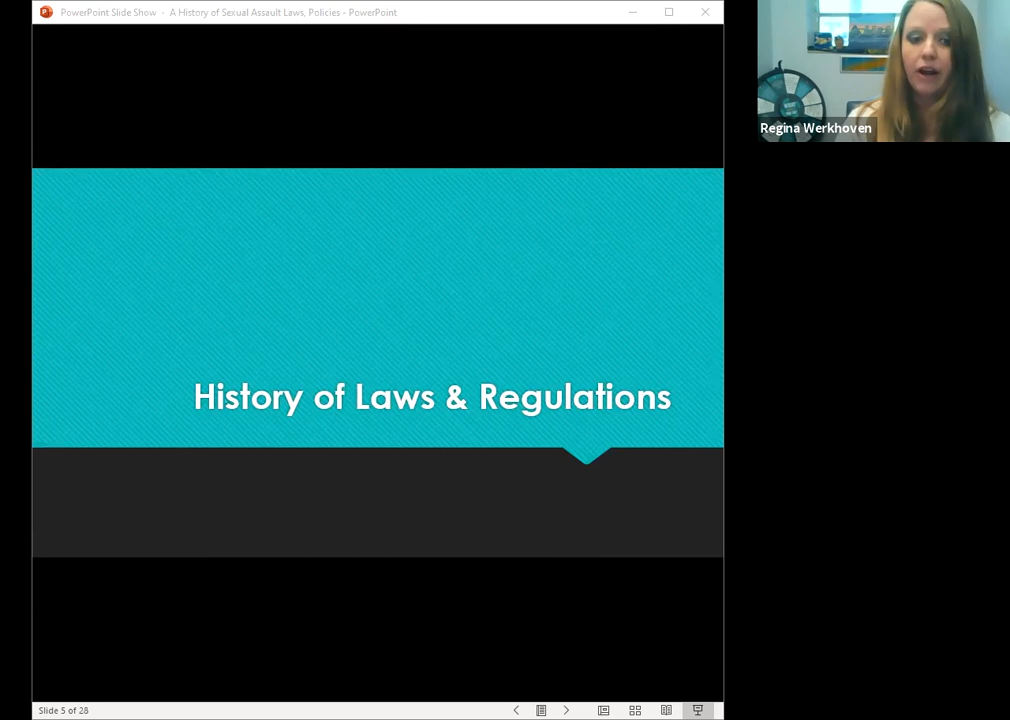 PowerPoint Slide Show - A History of Sexual Assault Laws, Policies - PowerPoint
Regina Werkhoven
History of Laws & Regulations
Slide 5 of 28